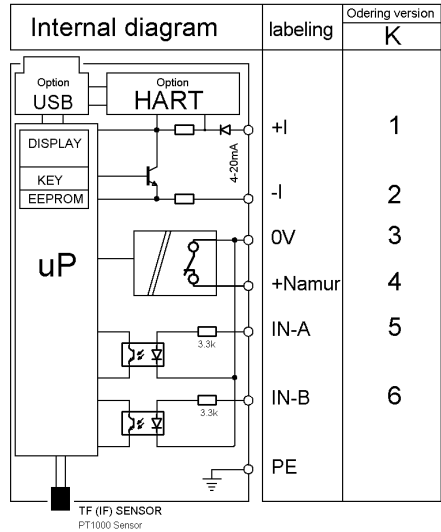 Internal diagram
labeling
Odering version
K
Option
USB
Option
HART
DISPLAY
KEY
EEPROM
uP
4-20mA
+I
1
-I
2
0V
3
+Namur
4
3.3k
IN-A
5
3.3k
IN-B
6
PE
TF (IF) SENSOR
PT1000 Sensor